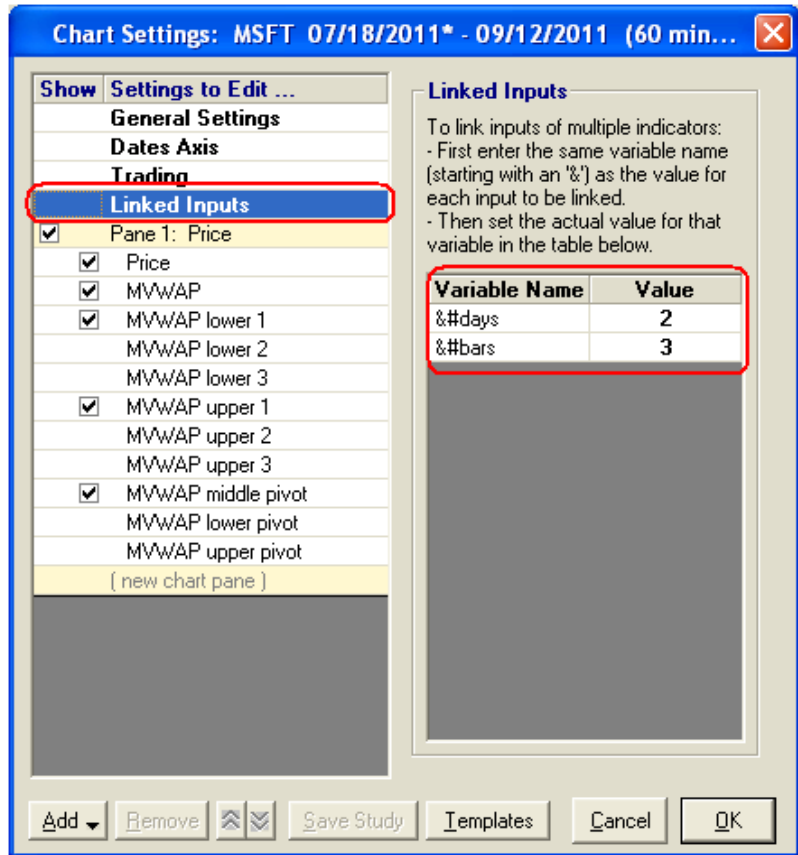 Chart Settings: MSFT 07/18/2011* - 09/12/2011 (60 min...
Show Settings to Edit ...
General Settings
Dates Axis
Trading
Linked Inputs
Pane 1: Price
Price
MVWAP
MVWAP lower 1
MVWAP lower 2
MVWAP lower 3
MVWAP upper 1
MVWAP upper 2
MVWAP upper 3
MVWAP middle pivot
MVWAP lower pivot
MVWAP upper pivot
( new chart pane )
Linked Inputs
To link inputs of multiple indicators:
- First enter the same variable name
(starting with an '&') as the value for
each input to be linked.
- Then set the actual value for that
variable in the table below.
Variable Name Value
&#days 2
&#bars 3
Add Remove Save Study Templates Cancel OK